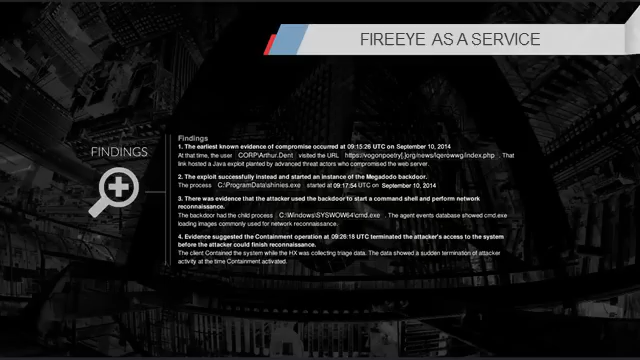 FIREEYE AS A SERVICE
FINDINGS
Findings
1. The earliest known evidence of compromise occurred at 09:15:26 UTC on September 10, 2014
At that time, the user CORP\Arthur.Dent visited the URL https://vogonpoetry[.]org/news/iqerowwg/index.php . That
link hosted a Java exploit planted by advanced threat actors who compromised the web server.
2. The exploit successfully instead and started an instance of the Megadodo backdoor.
The process C:\ProgramData\shinies.exe started at 09:17:54 UTC on September 10, 2014
3. There was evidence that the attacker used the backdoor to start a command shell and perform network
reconnaissance.
The backdoor had the child process C:\Windows\SYSWOW64\cmd.exe . The agent events database showed cmd.exe
loading images commonly used for network reconnaissance
4. Evidence suggested the Containment operation at 09:26:18 UTC terminated the attacker's access to the system
before the attacker could finish reconnaissance.
The client Contained the system while the HX was collecting triage data. The data showed a sudden termination of attacker
activity at the time Containment activated.